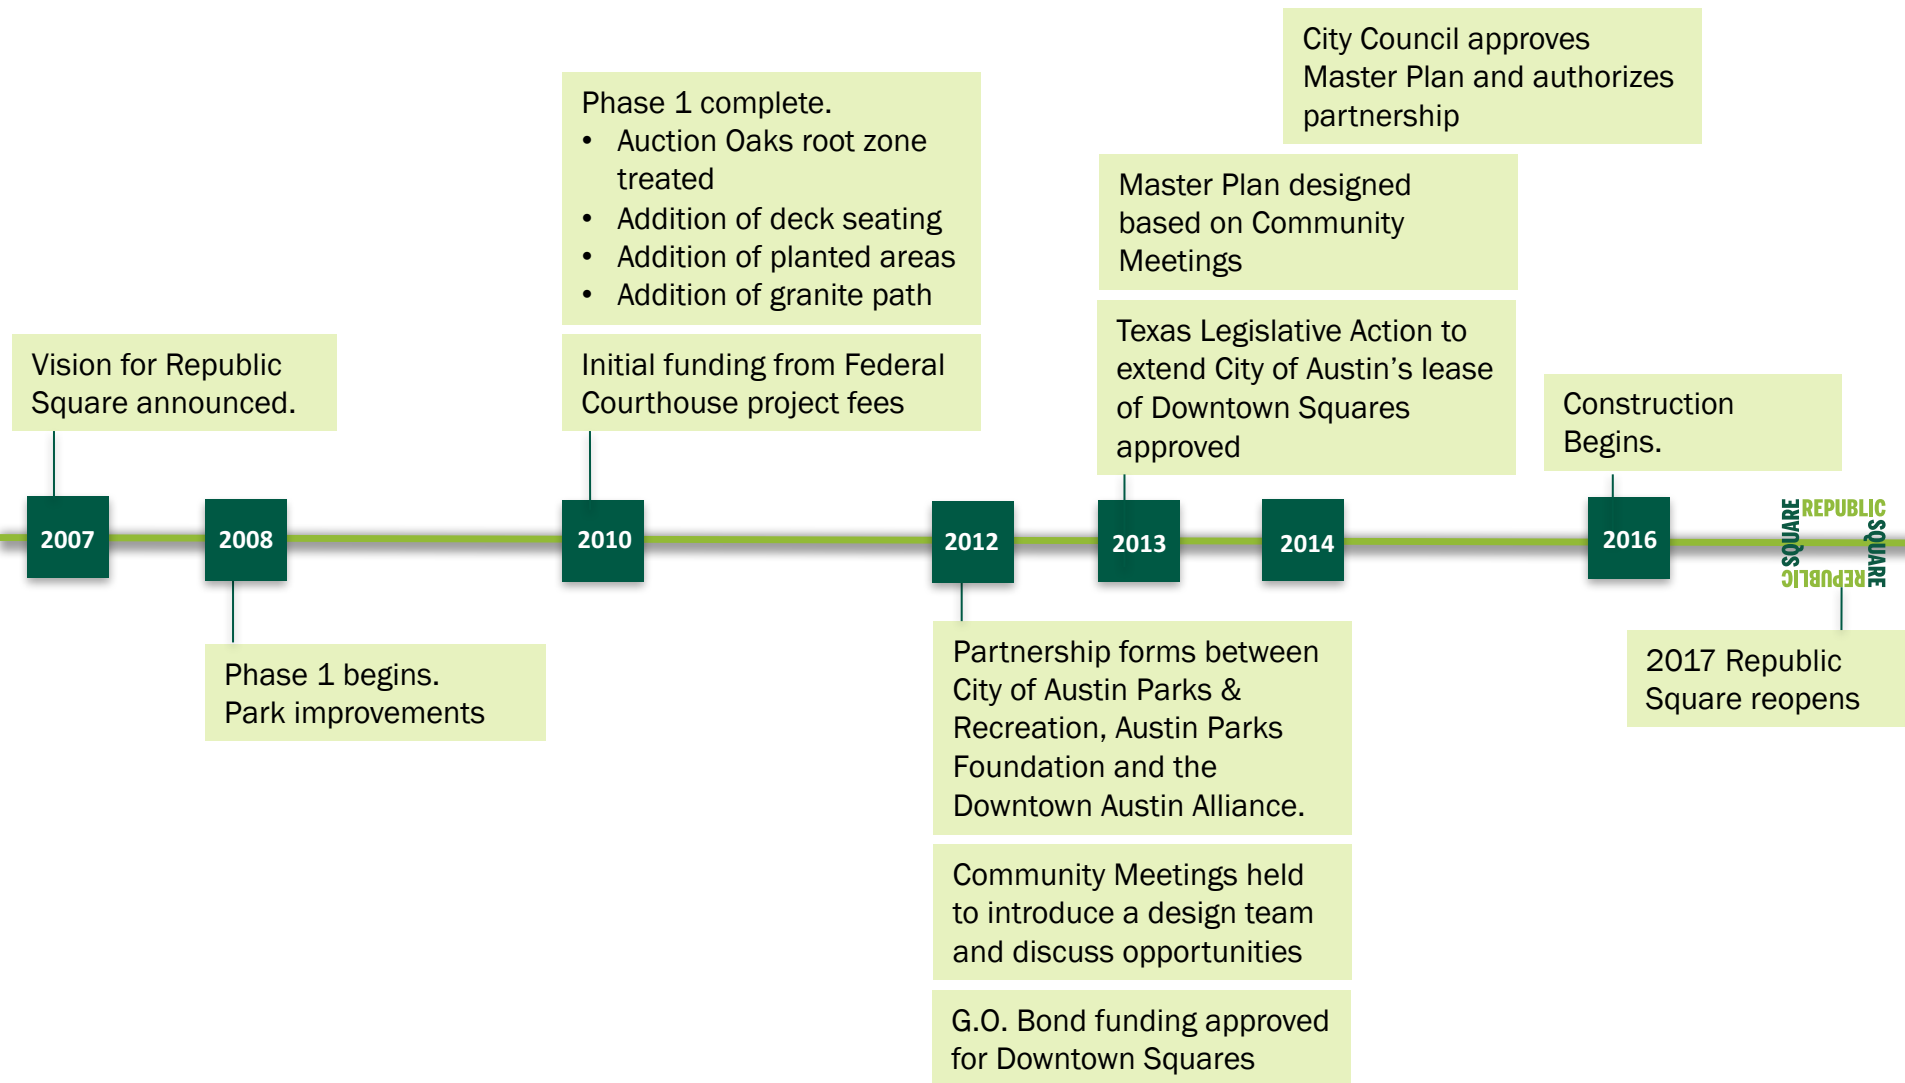 City Council approves
Master Plan and authorizes
partnership
Phase 1 complete.
• Auction Oaks root zone
treated
• Addition of deck seating
• Addition of planted areas
• Addition of granite path
Master Plan designed
based on Community
Meetings
Vision for Republic
Square announced.
Initial funding from Federal
Courthouse project fees
Texas Legislative Action to
extend City of Austin’s lease
of Downtown Squares
approved
Construction
Begins.
2007
2008
2010
2012
2013
2014
2016
REPUBLIC
SQUARE
REPUBLIC
SQUARE
Phase 1 begins.
Park improvements
Partnership forms between
City of Austin Parks &
Recreation, Austin Parks
Foundation and the
Downtown Austin Alliance.
2017 Republic
Square reopens
Community Meetings held
to introduce a design team
and discuss opportunities
G.O. Bond funding approved
for Downtown Squares